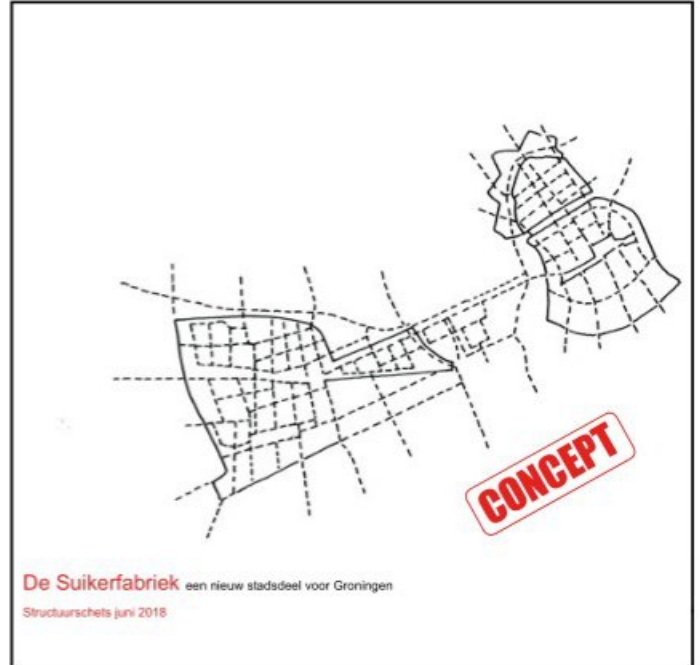 CONCEPT
De Suikerfabriek een nieuw stadsdeel voor Groningen
Structuurschets juni 2018